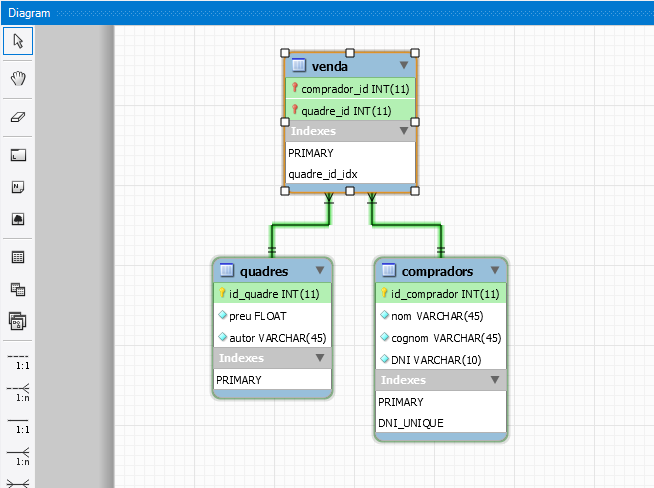 Diagram
venda
comprador_id INT(11)
quadre_id INT(11)
Indexes
PRIMARY
quadre_id_idx
quadres
id_quadre INT(11)
preu FLOAT
autor VARCHAR(45)
Indexes
PRIMARY
compradors
id_comprador INT(11)
nom VARCHAR(45)
cognom VARCHAR(45)
DNI VARCHAR(10)
Indexes
PRIMARY
DNI_UNIQUE
1:1
1:n
1:1
1:n